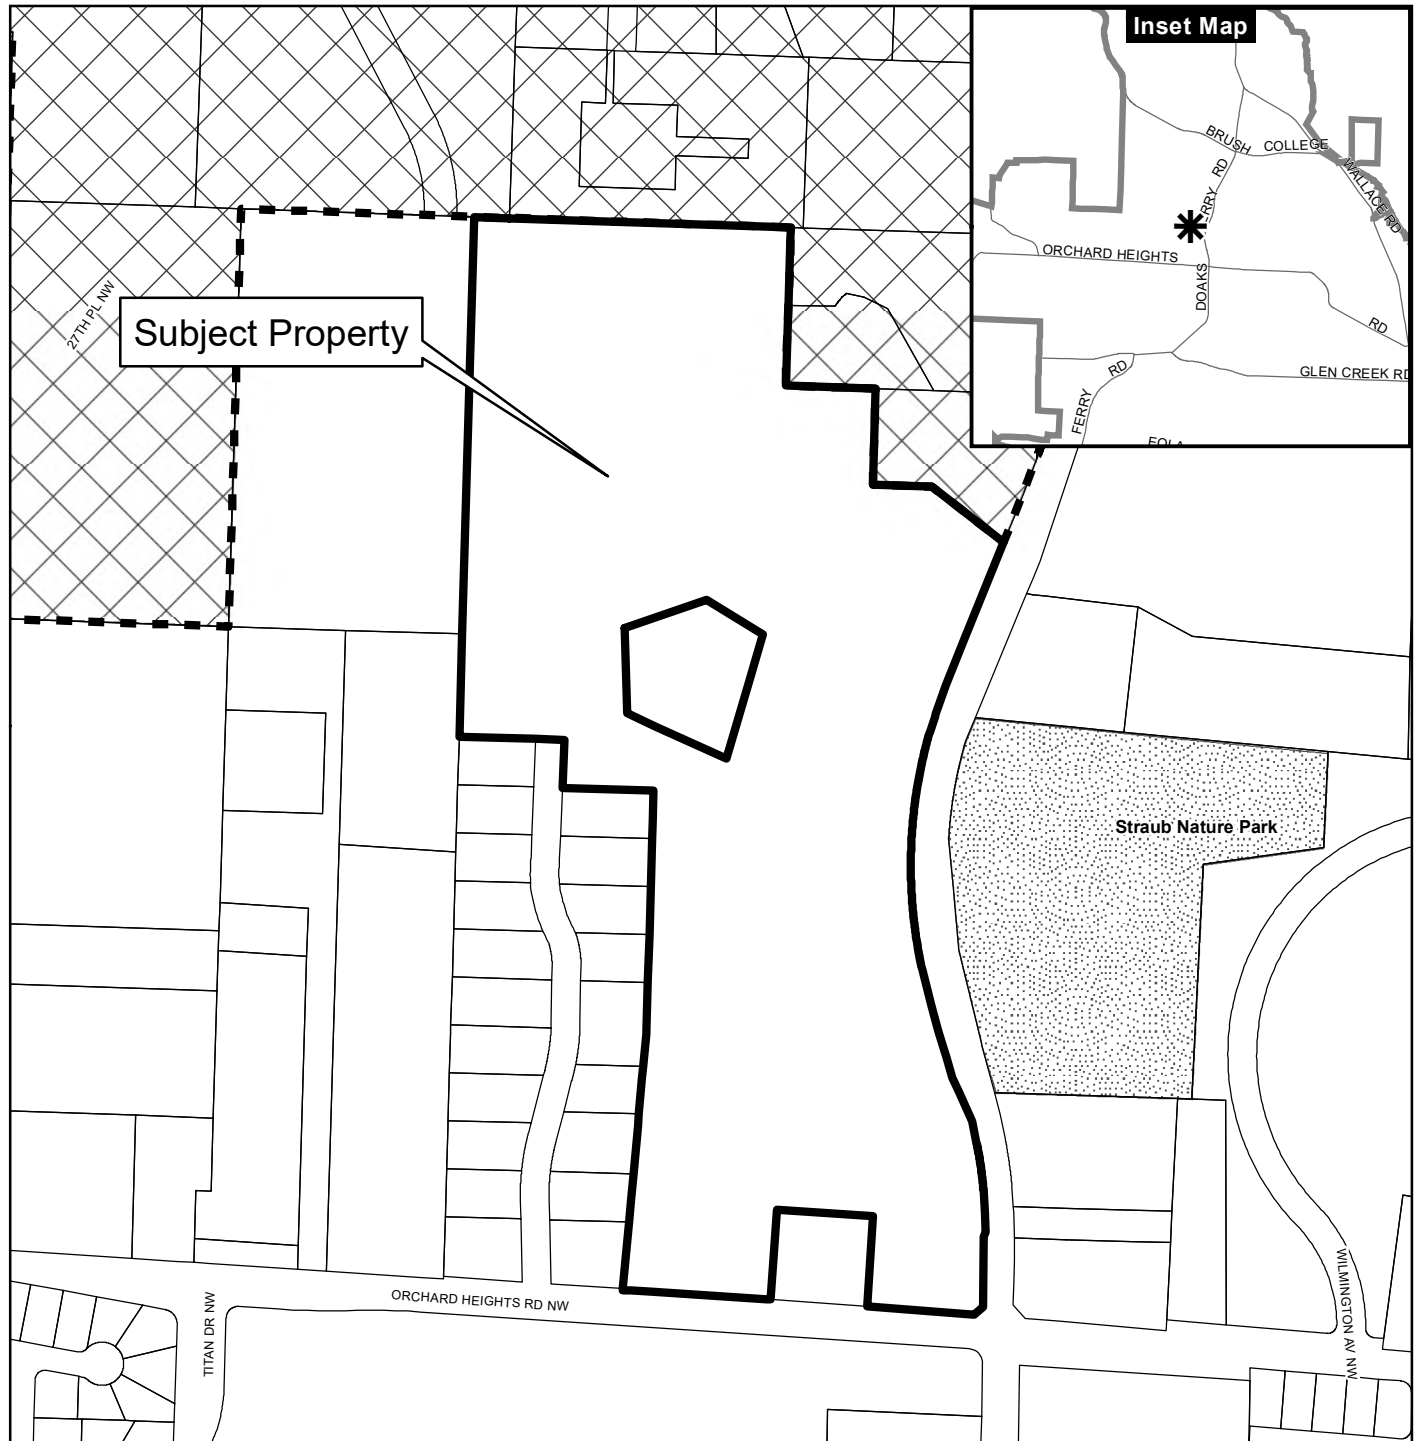 Inset Map
BRUSH COLLEGE
WALLACE RD
RD
ORCHARD HEIGHTS
DOAKS
RD
RD
GLEN CREEK RD
FERRY
27TH PL NW
Subject Property
Straub Nature Park
ORCHARD HEIGHTS RD NW
TITAN DR NW
WILMINGTON AV NW